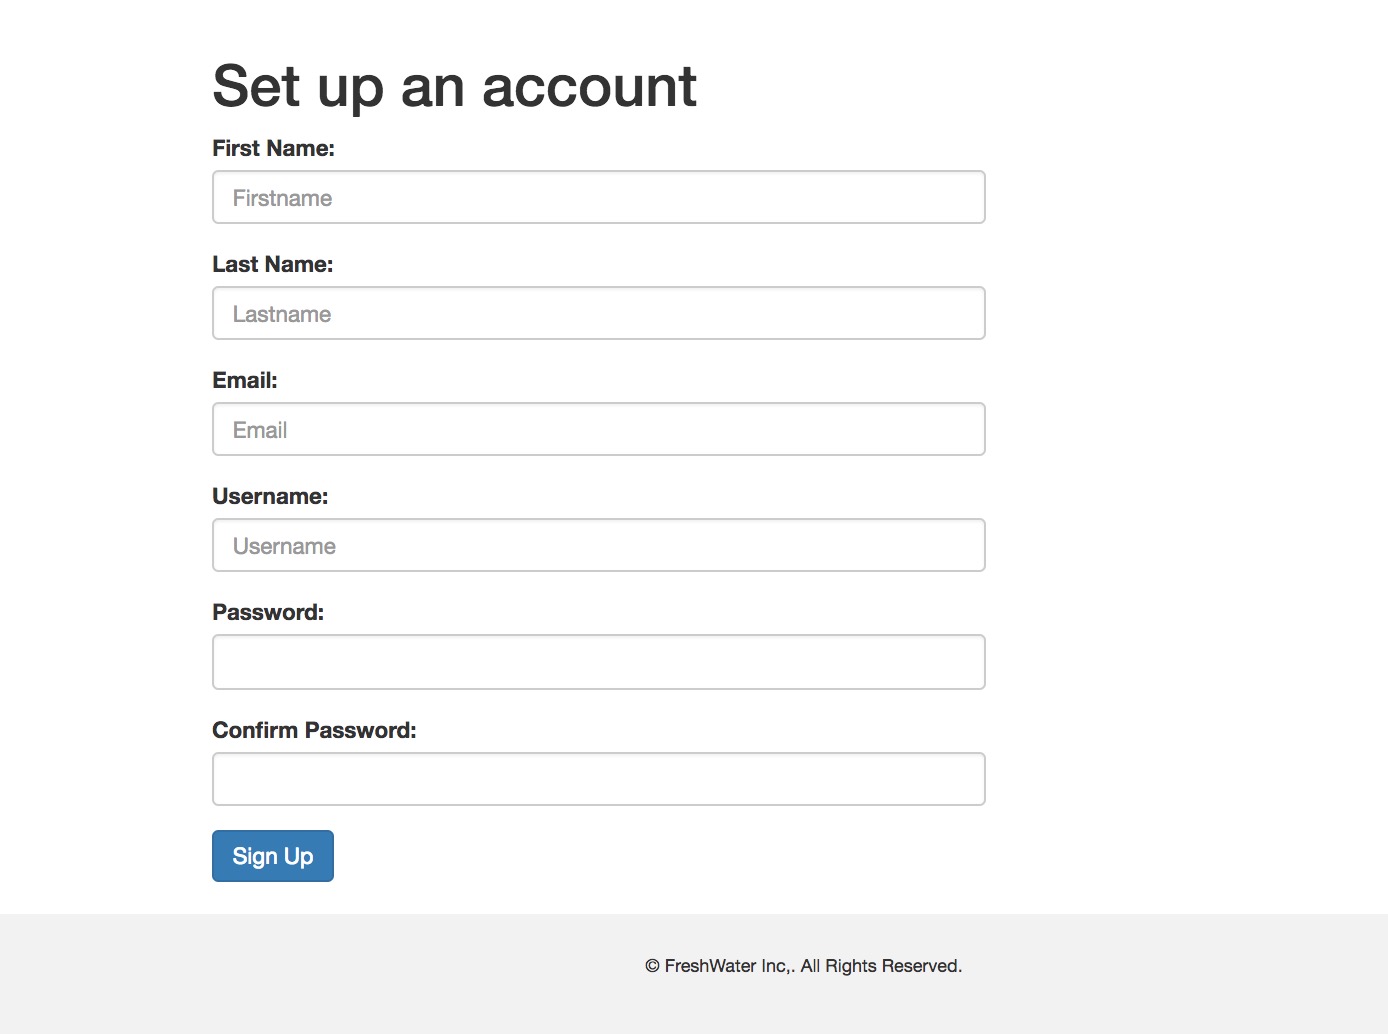 Set up an account
First Name:
Firstname
Last Name:
Lastname
Email:
Email
Username:
Username
Password:
Confirm Password:
Sign Up
© FreshWater Inc,. All Rights Reserved.